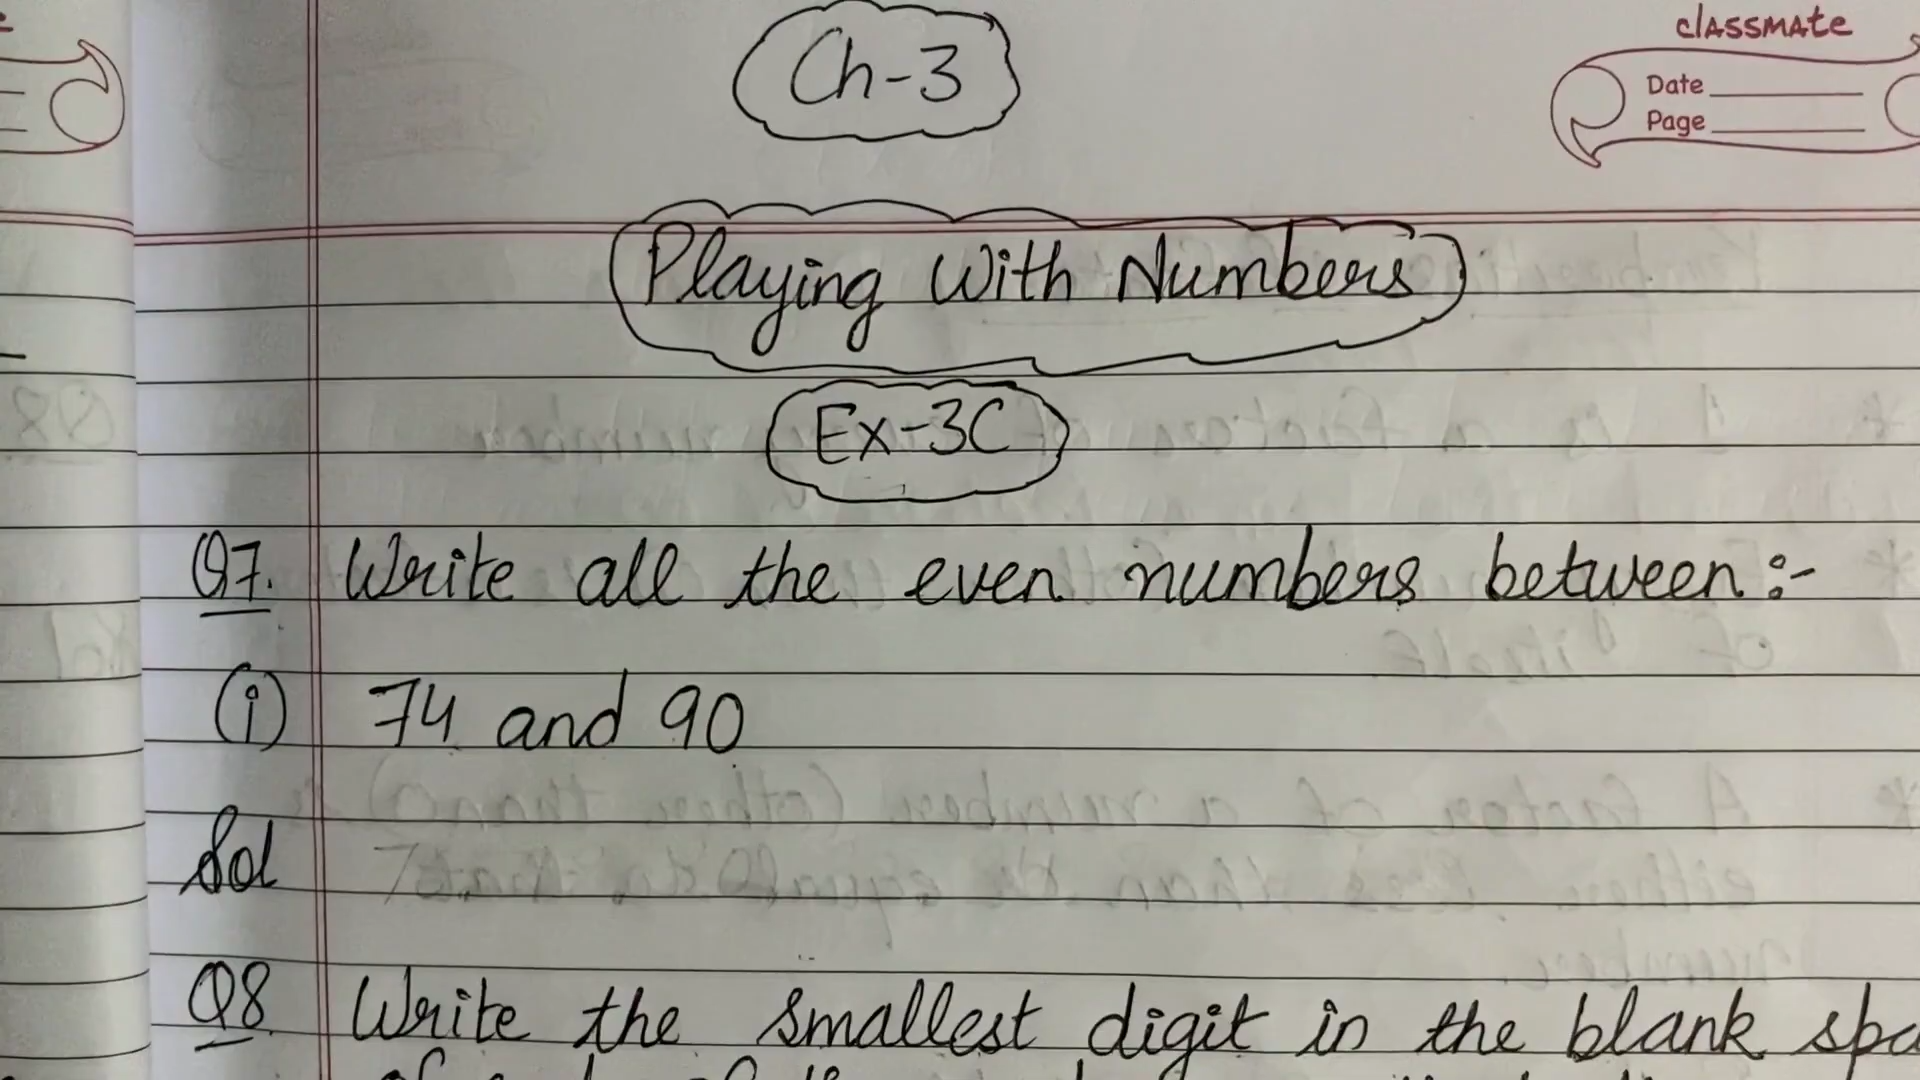 Ch-3
classmate
Date
Page
Playing With Numbers
Ex-3C
Q7. Write all the even numbers between:-
(i) 74 and 90
Sol
Q8 Write the smallest digit in the blank spa